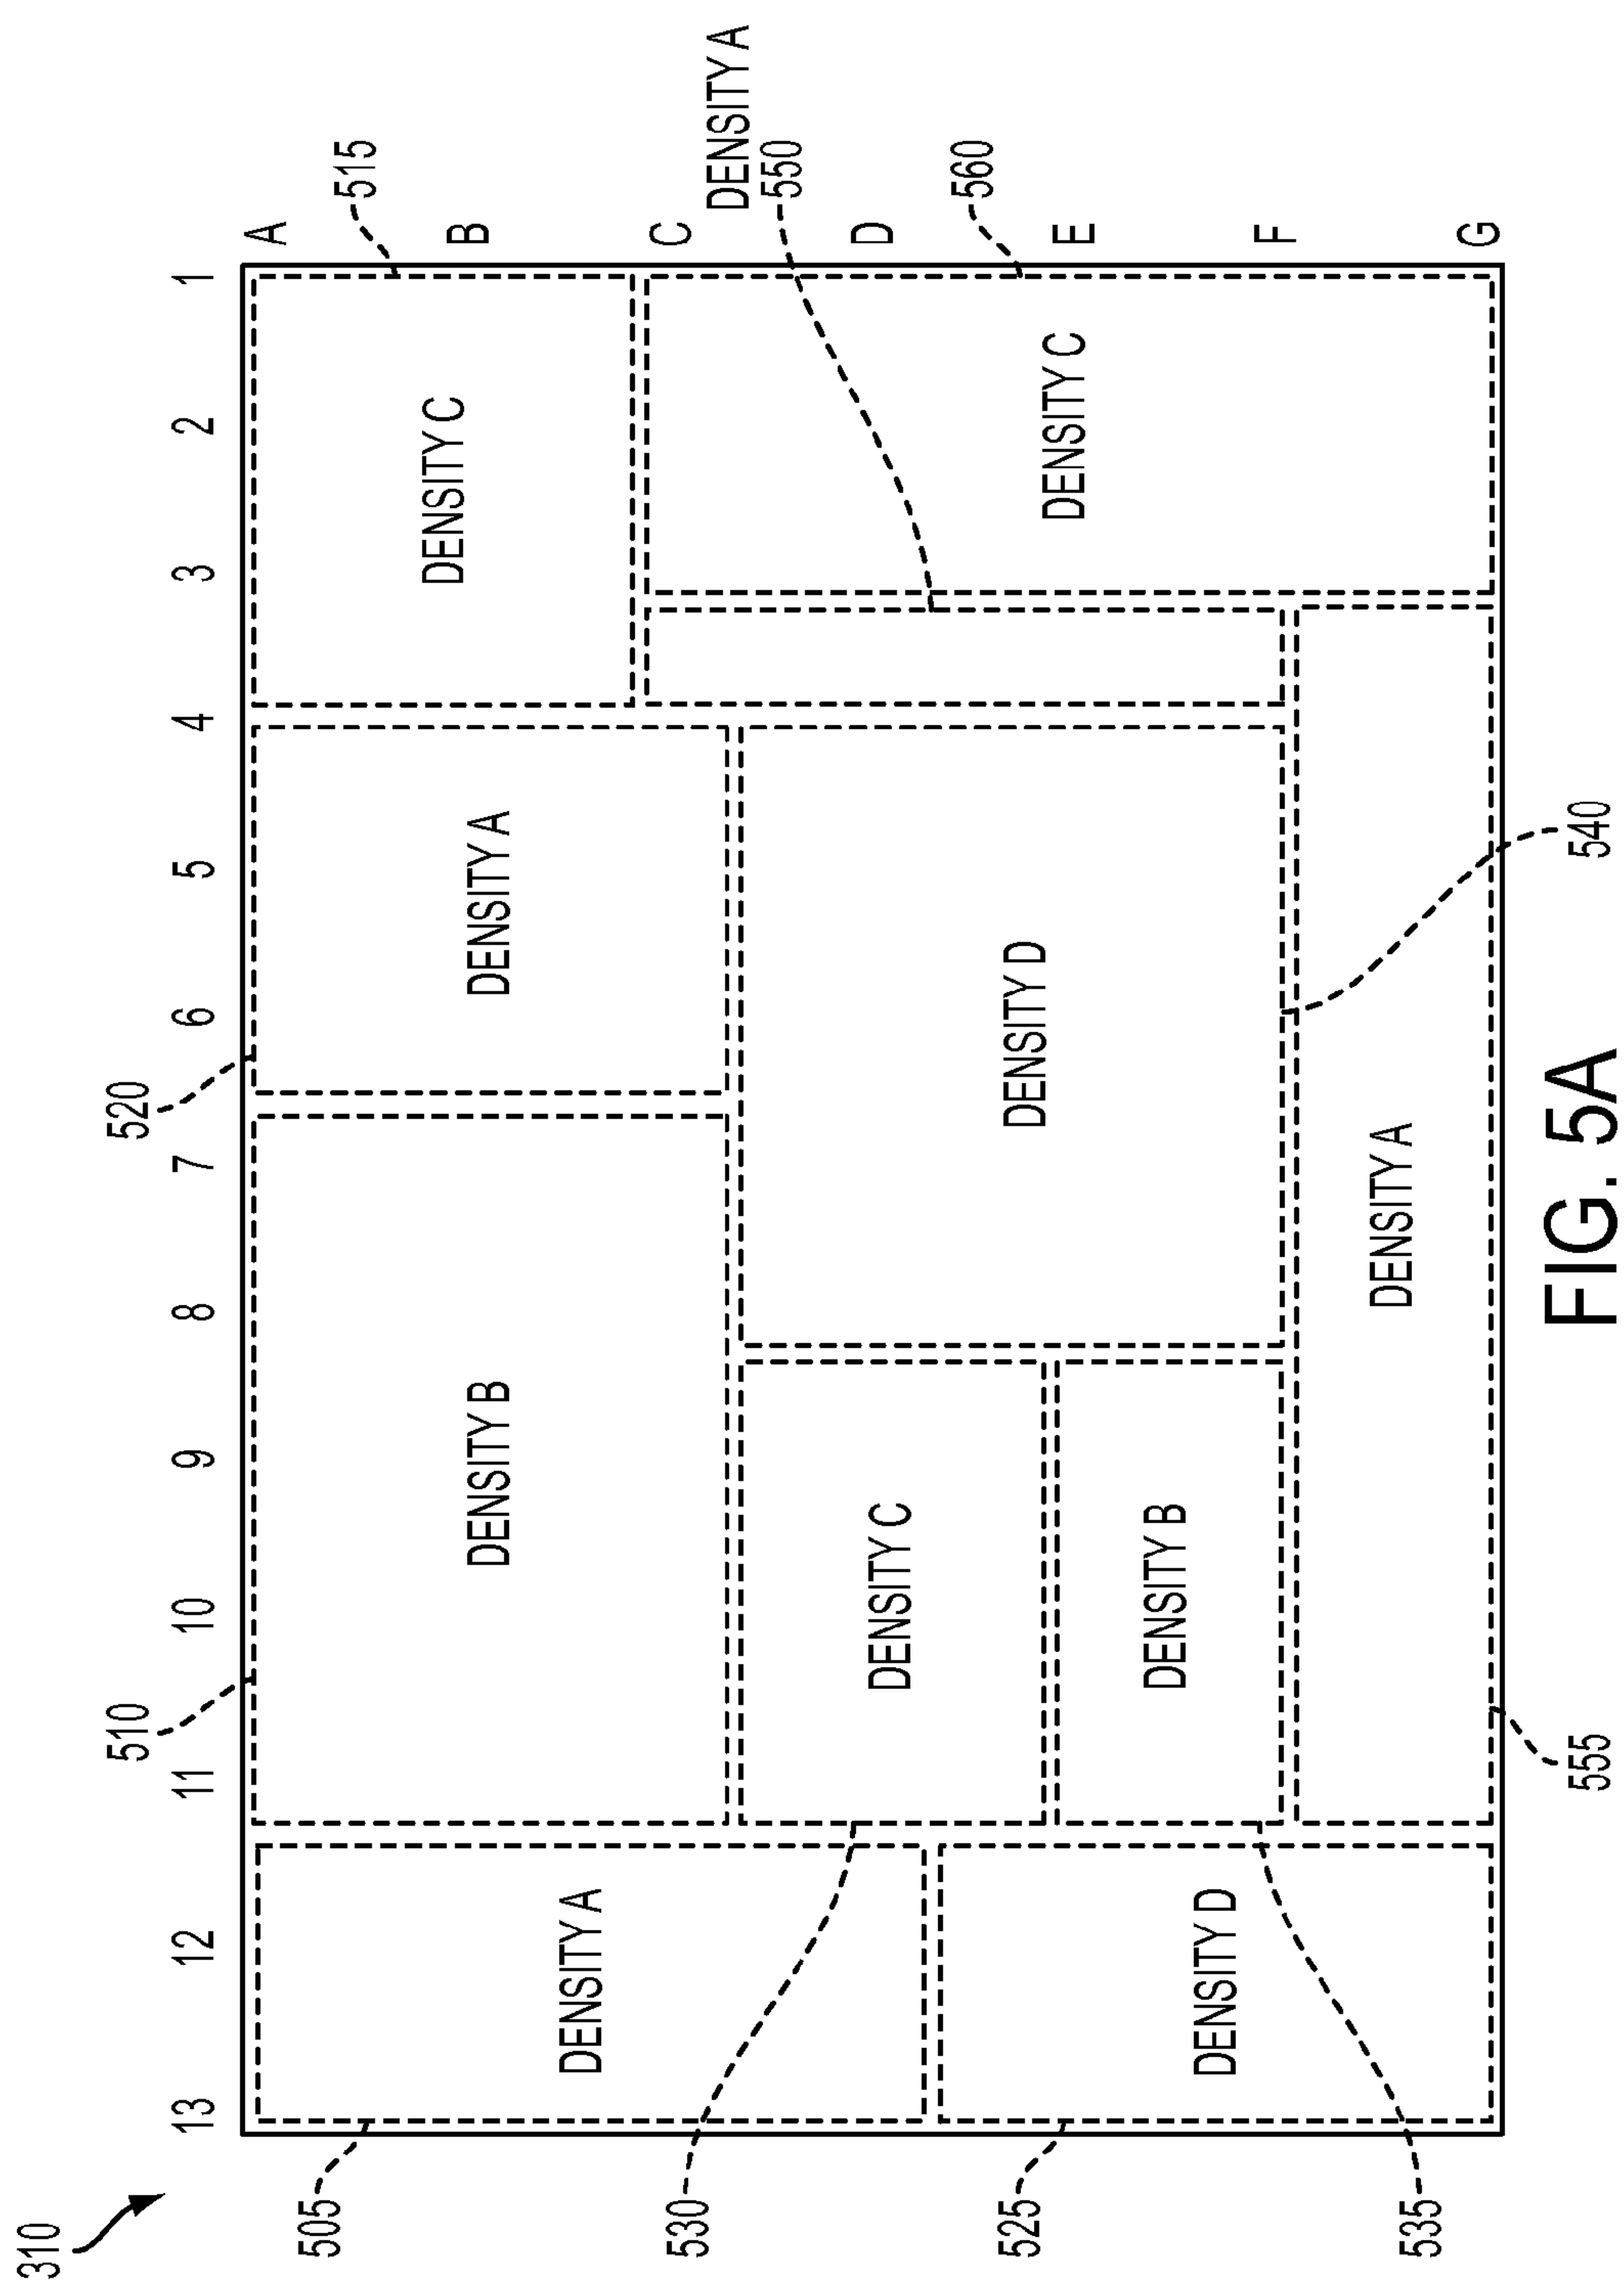 310
13 12 11 10 9 8 7 6 5 4 3 2 1
A
B
C
D
E
F
G
510
520
505
530
525
535
515
DENSITY A
550
560
540
555
DENSITY A
DENSITY B
DENSITY A
DENSITY C
DENSITY C
DENSITY B
DENSITY D
DENSITY C
DENSITY D
DENSITY A
FIG. 5A